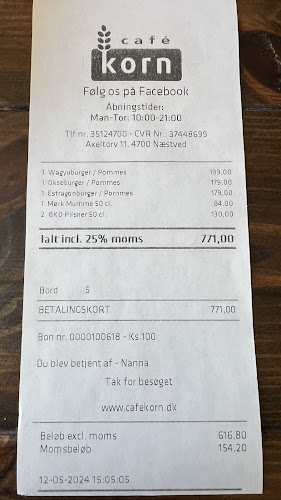 café
korn
Følg os på Facebook
Åbningstider:
Man-Tor: 10:00-21:00
Tlf nr. 35124700 - CVR Nr. 37448699
Axeltorv 11, 4700 Næstved
1 Wagyuburger / Pommes 199,00
1 Okseburger / Pommes 179,00
1 Estragonburger / Pommes 179,00
1 Mørk Mumme 50 cl. 84,00
2 ØKO Pilsner 50 cl. 130,00
Ialt incl. 25% moms 771,00
Bord 5
BETALINGSKORT 771,00
Bon nr. 0000100618 - Ks.100
Du blev betjent af - Nanna
Tak for besøget
www.cafekorn.dk
Beløb excl. moms 616,80
Momsbeløb 154,20
12-05-2024 15:05:05